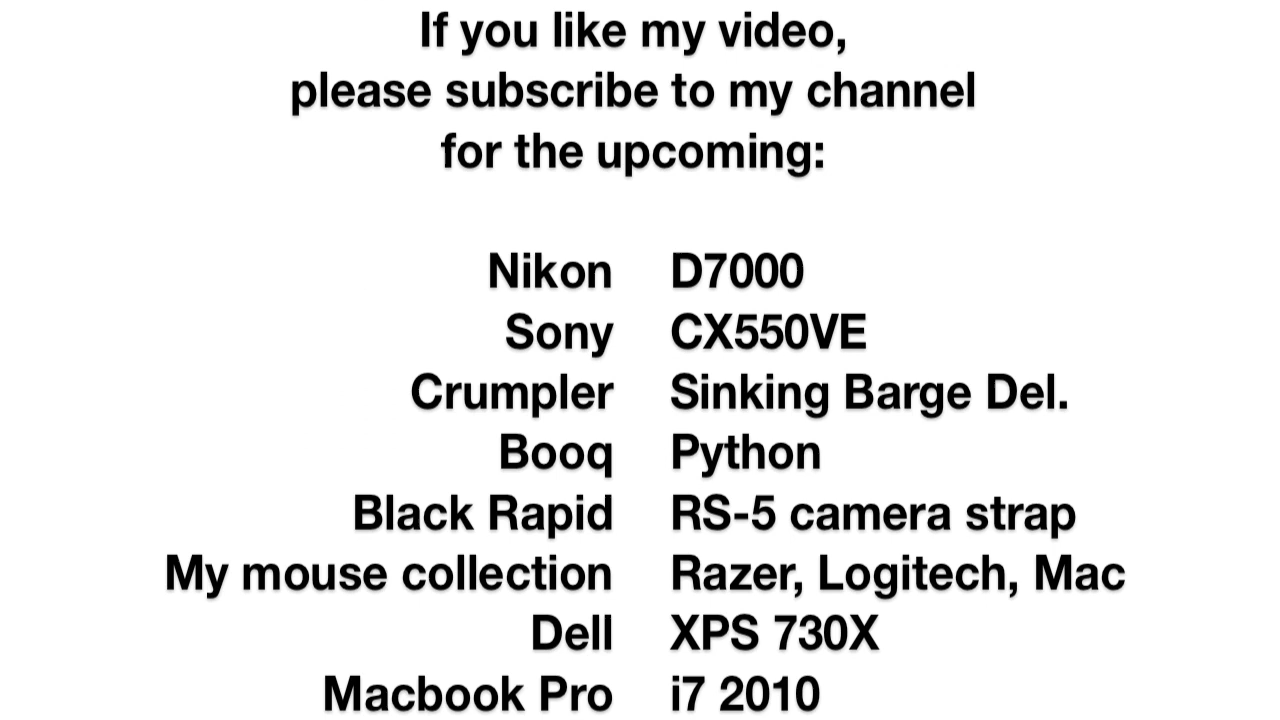 If you like my video,
please subscribe to my channel
for the upcoming:
Nikon D7000
Sony CX550VE
Crumpler Sinking Barge Del.
Booq Python
Black Rapid RS-5 camera strap
My mouse collection Razer, Logitech, Mac
Dell XPS 730X
Macbook Pro i7 2010